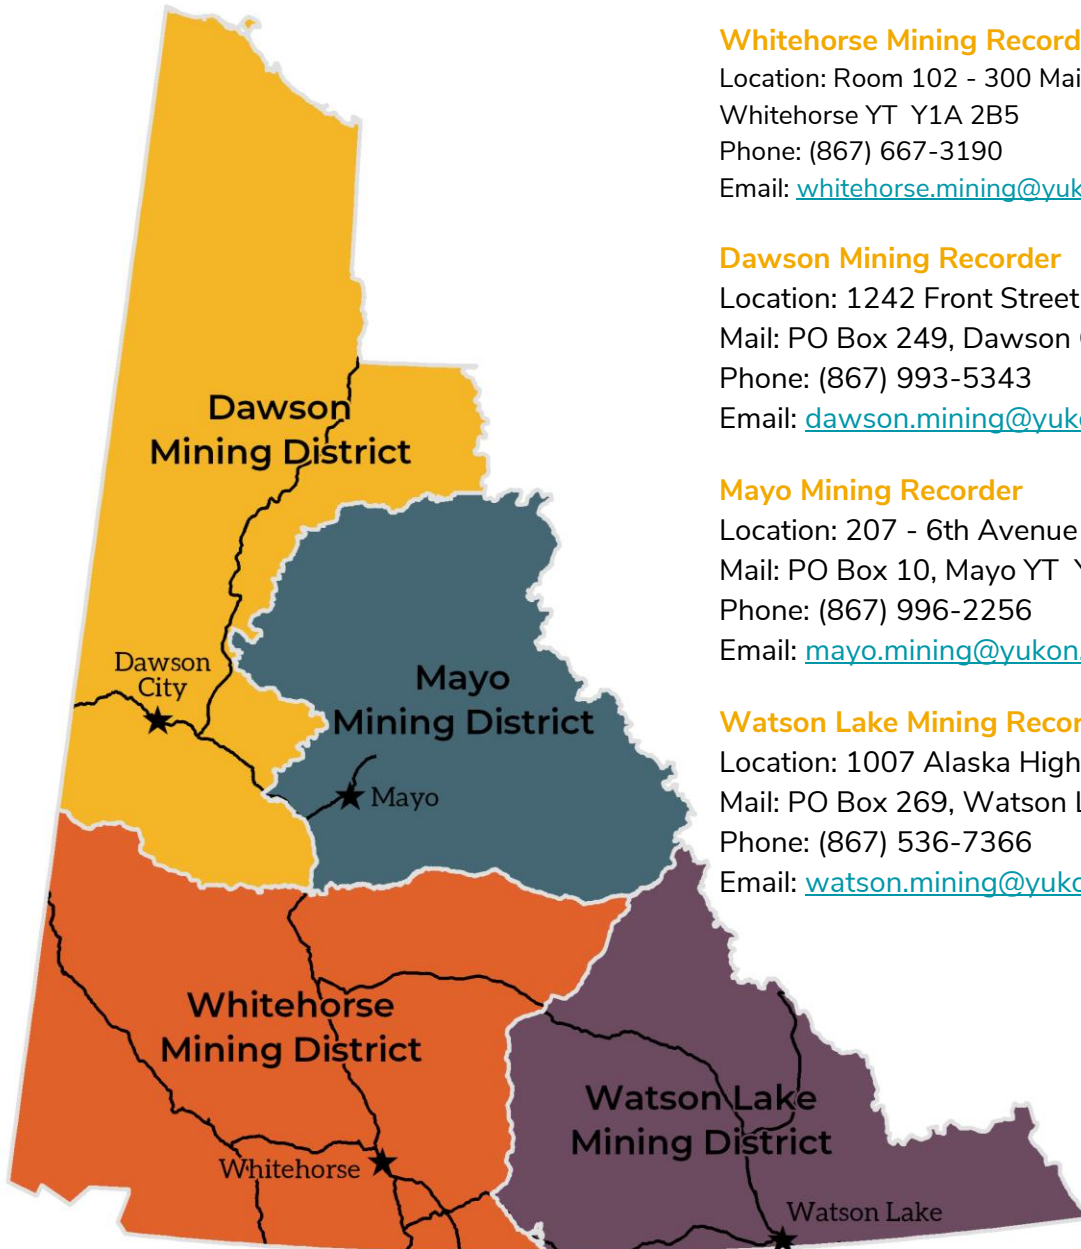 Whitehorse Mining Record
Location: Room 102 - 300 Mai
Whitehorse YT Y1A 2B5
Phone: (867) 667-3190
Email: whitehorse.mining@yuk
Dawson Mining Recorder
Location: 1242 Front Street
Mail: PO Box 249, Dawson
Phone: (867) 993-5343
Email: dawson.mining@yuk
Mayo Mining Recorder
Location: 207 - 6th Avenue
Mail: PO Box 10, Mayo YT Y
Phone: (867) 996-2256
Email: mayo.mining@yukon.
Watson Lake Mining Recor
Location: 1007 Alaska High
Mail: PO Box 269, Watson L
Phone: (867) 536-7366
Email: watson.mining@yuko
Dawson
Mining District
Dawson
City
Mayo
Mining District
Mayo
Whitehorse
Mining District
Whitehorse
Watson Lake
Mining District
Watson Lake